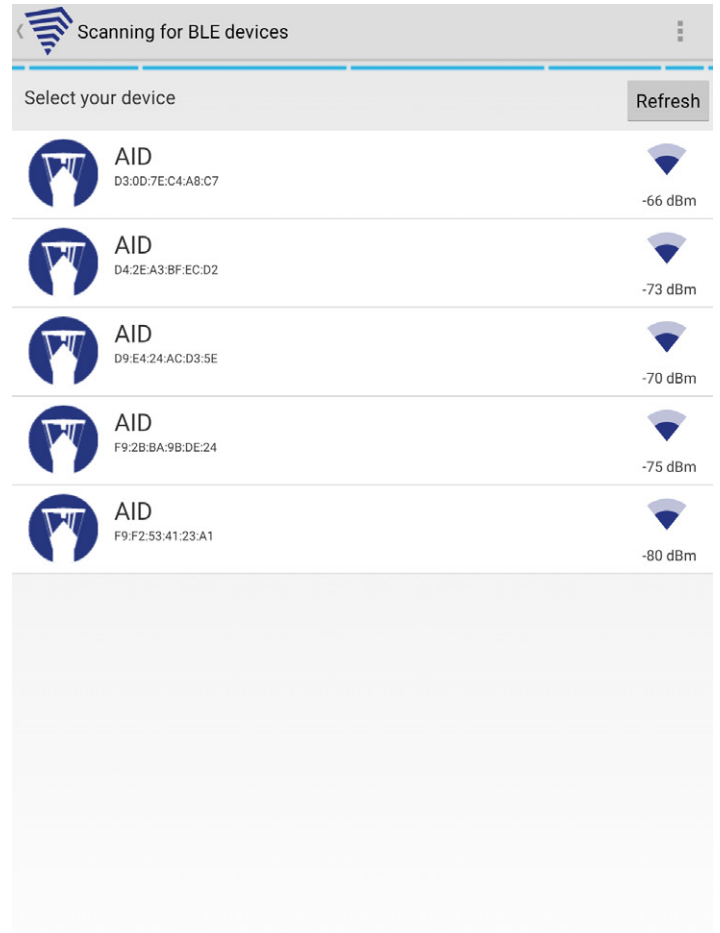 Scanning for BLE devices
Select your device
Refresh
AID
D3:0D:7E:C4:A8:C7
-66 dBm
AID
D4:2E:A3:BF:EC:D2
-73 dBm
AID
D9:E4:24:AC:D3:5E
-70 dBm
AID
F9:2B:BA:9B:DE:24
-75 dBm
AID
F9:F2:53:41:23:A1
-80 dBm